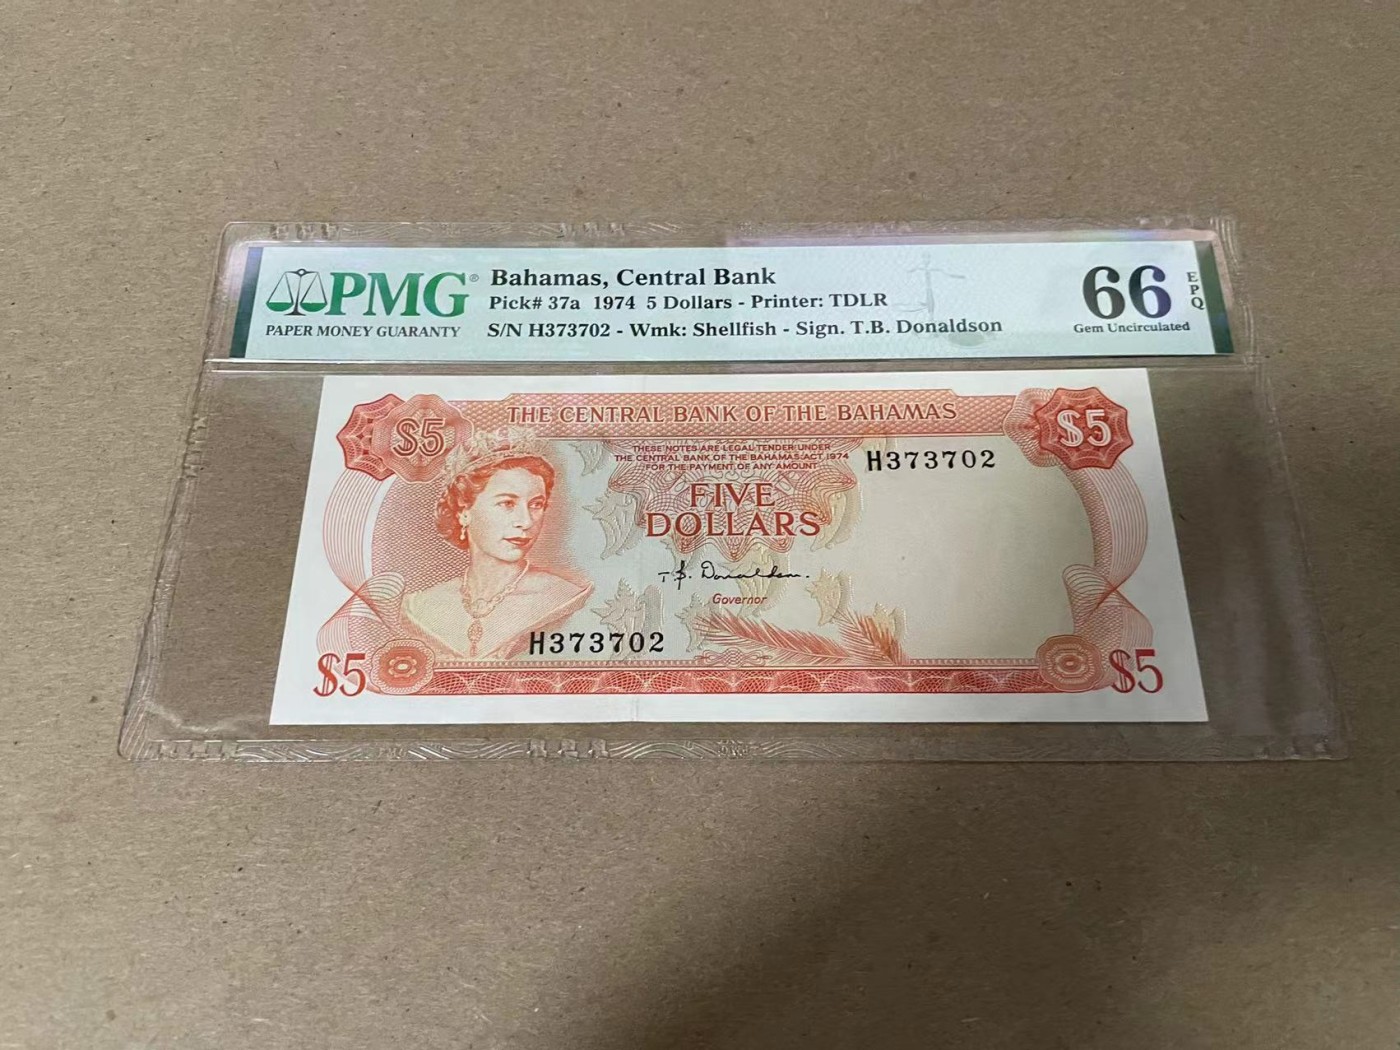 PMG®
PAPER MONEY GUARANTY
Bahamas, Central Bank
Pick# 37a 1974 5 Dollars - Printer: TDLR
S/N H373702 - Wmk: Shellfish - Sign. T.B. Donaldson
66
EPQ
Gem Uncirculated
$5
THE CENTRAL BANK OF THE BAHAMAS
$5
THESE NOTES ARE LEGAL TENDER UNDER
THE CENTRAL BANK OF THE BAHAMAS ACT 1974
FOR THE PAYMENT OF ANY AMOUNT
H373702
FIVE
DOLLARS
T. B. Donaldson.
Governor
H373702
$5
$5